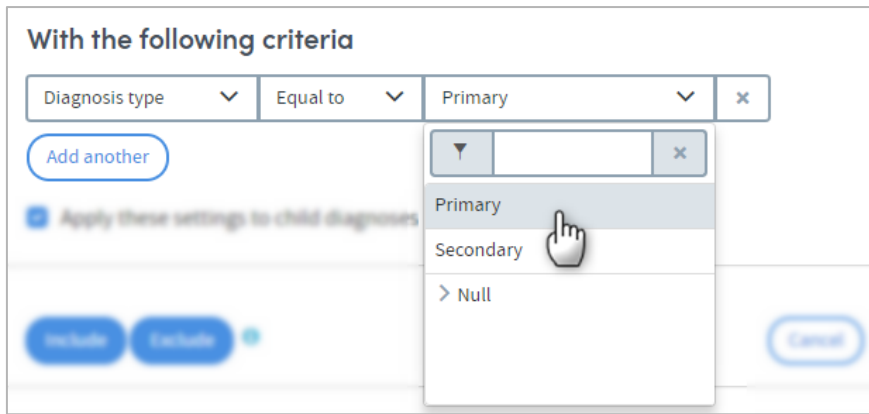 With the following criteria
Diagnosis type Equal to Primary
Add another
Primary
Apply these settings to child diagnoses
Secondary
Null
Include Exclude Cancel